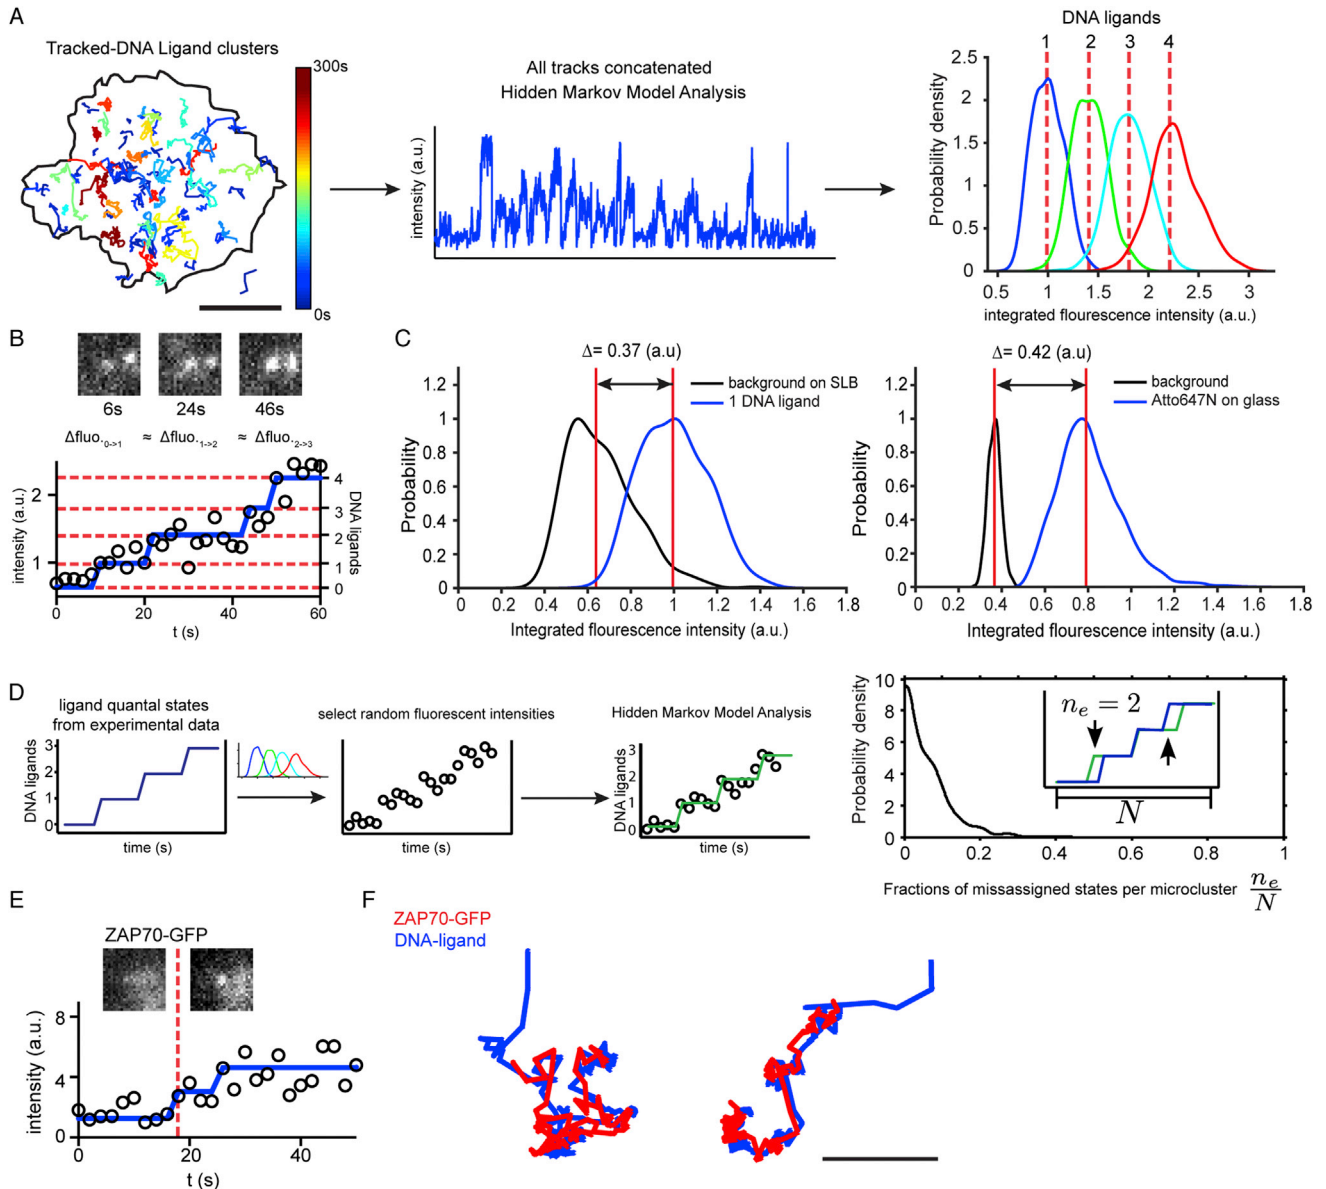 A
Tracked-DNA Ligand clusters
300s
0s
All tracks concatenated
Hidden Markov Model Analysis
intensity (a.u.)
DNA ligands
1 2 3 4
Probability density
2.5
2
1.5
1
0.5
0
0.5 1 1.5 2 2.5 3
integrated flourescence intensity (a.u.)
B
6s 24s 46s
Δfluo.0->1 ≈ Δfluo.1->2 ≈ Δfluo.2->3
intensity (a.u.)
2
1
4
3
2
1
0
DNA ligands
0 20 40 60
t (s)
C
Δ= 0.37 (a.u)
background on SLB
1 DNA ligand
Probability
1.2
1
0.8
0.6
0.4
0.2
0
0 0.2 0.4 0.6 0.8 1 1.2 1.4 1.6 1.8
Integrated flourescence intensity (a.u.)
Δ= 0.42 (a.u)
background
Atto647N on glass
Probability
1.2
1
0.8
0.6
0.4
0.2
0
0 0.2 0.4 0.6 0.8 1 1.2 1.4 1.6 1.8
Integrated flourescence intensity (a.u.)
D
ligand quantal states
from experimental data
DNA ligands
3
2
1
0
time (s)
select random fluorescent intensities
time (s)
Hidden Markov Model Analysis
DNA ligands
3
2
1
0
time (s)
Probability density
10
8
6
4
2
0
ne = 2
N
0 0.2 0.4 0.6 0.8 1
Fractions of missassigned states per microcluster ne/N
E
ZAP70-GFP
intensity (a.u.)
8
4
0
0 20 40
t (s)
F
ZAP70-GFP
DNA-ligand